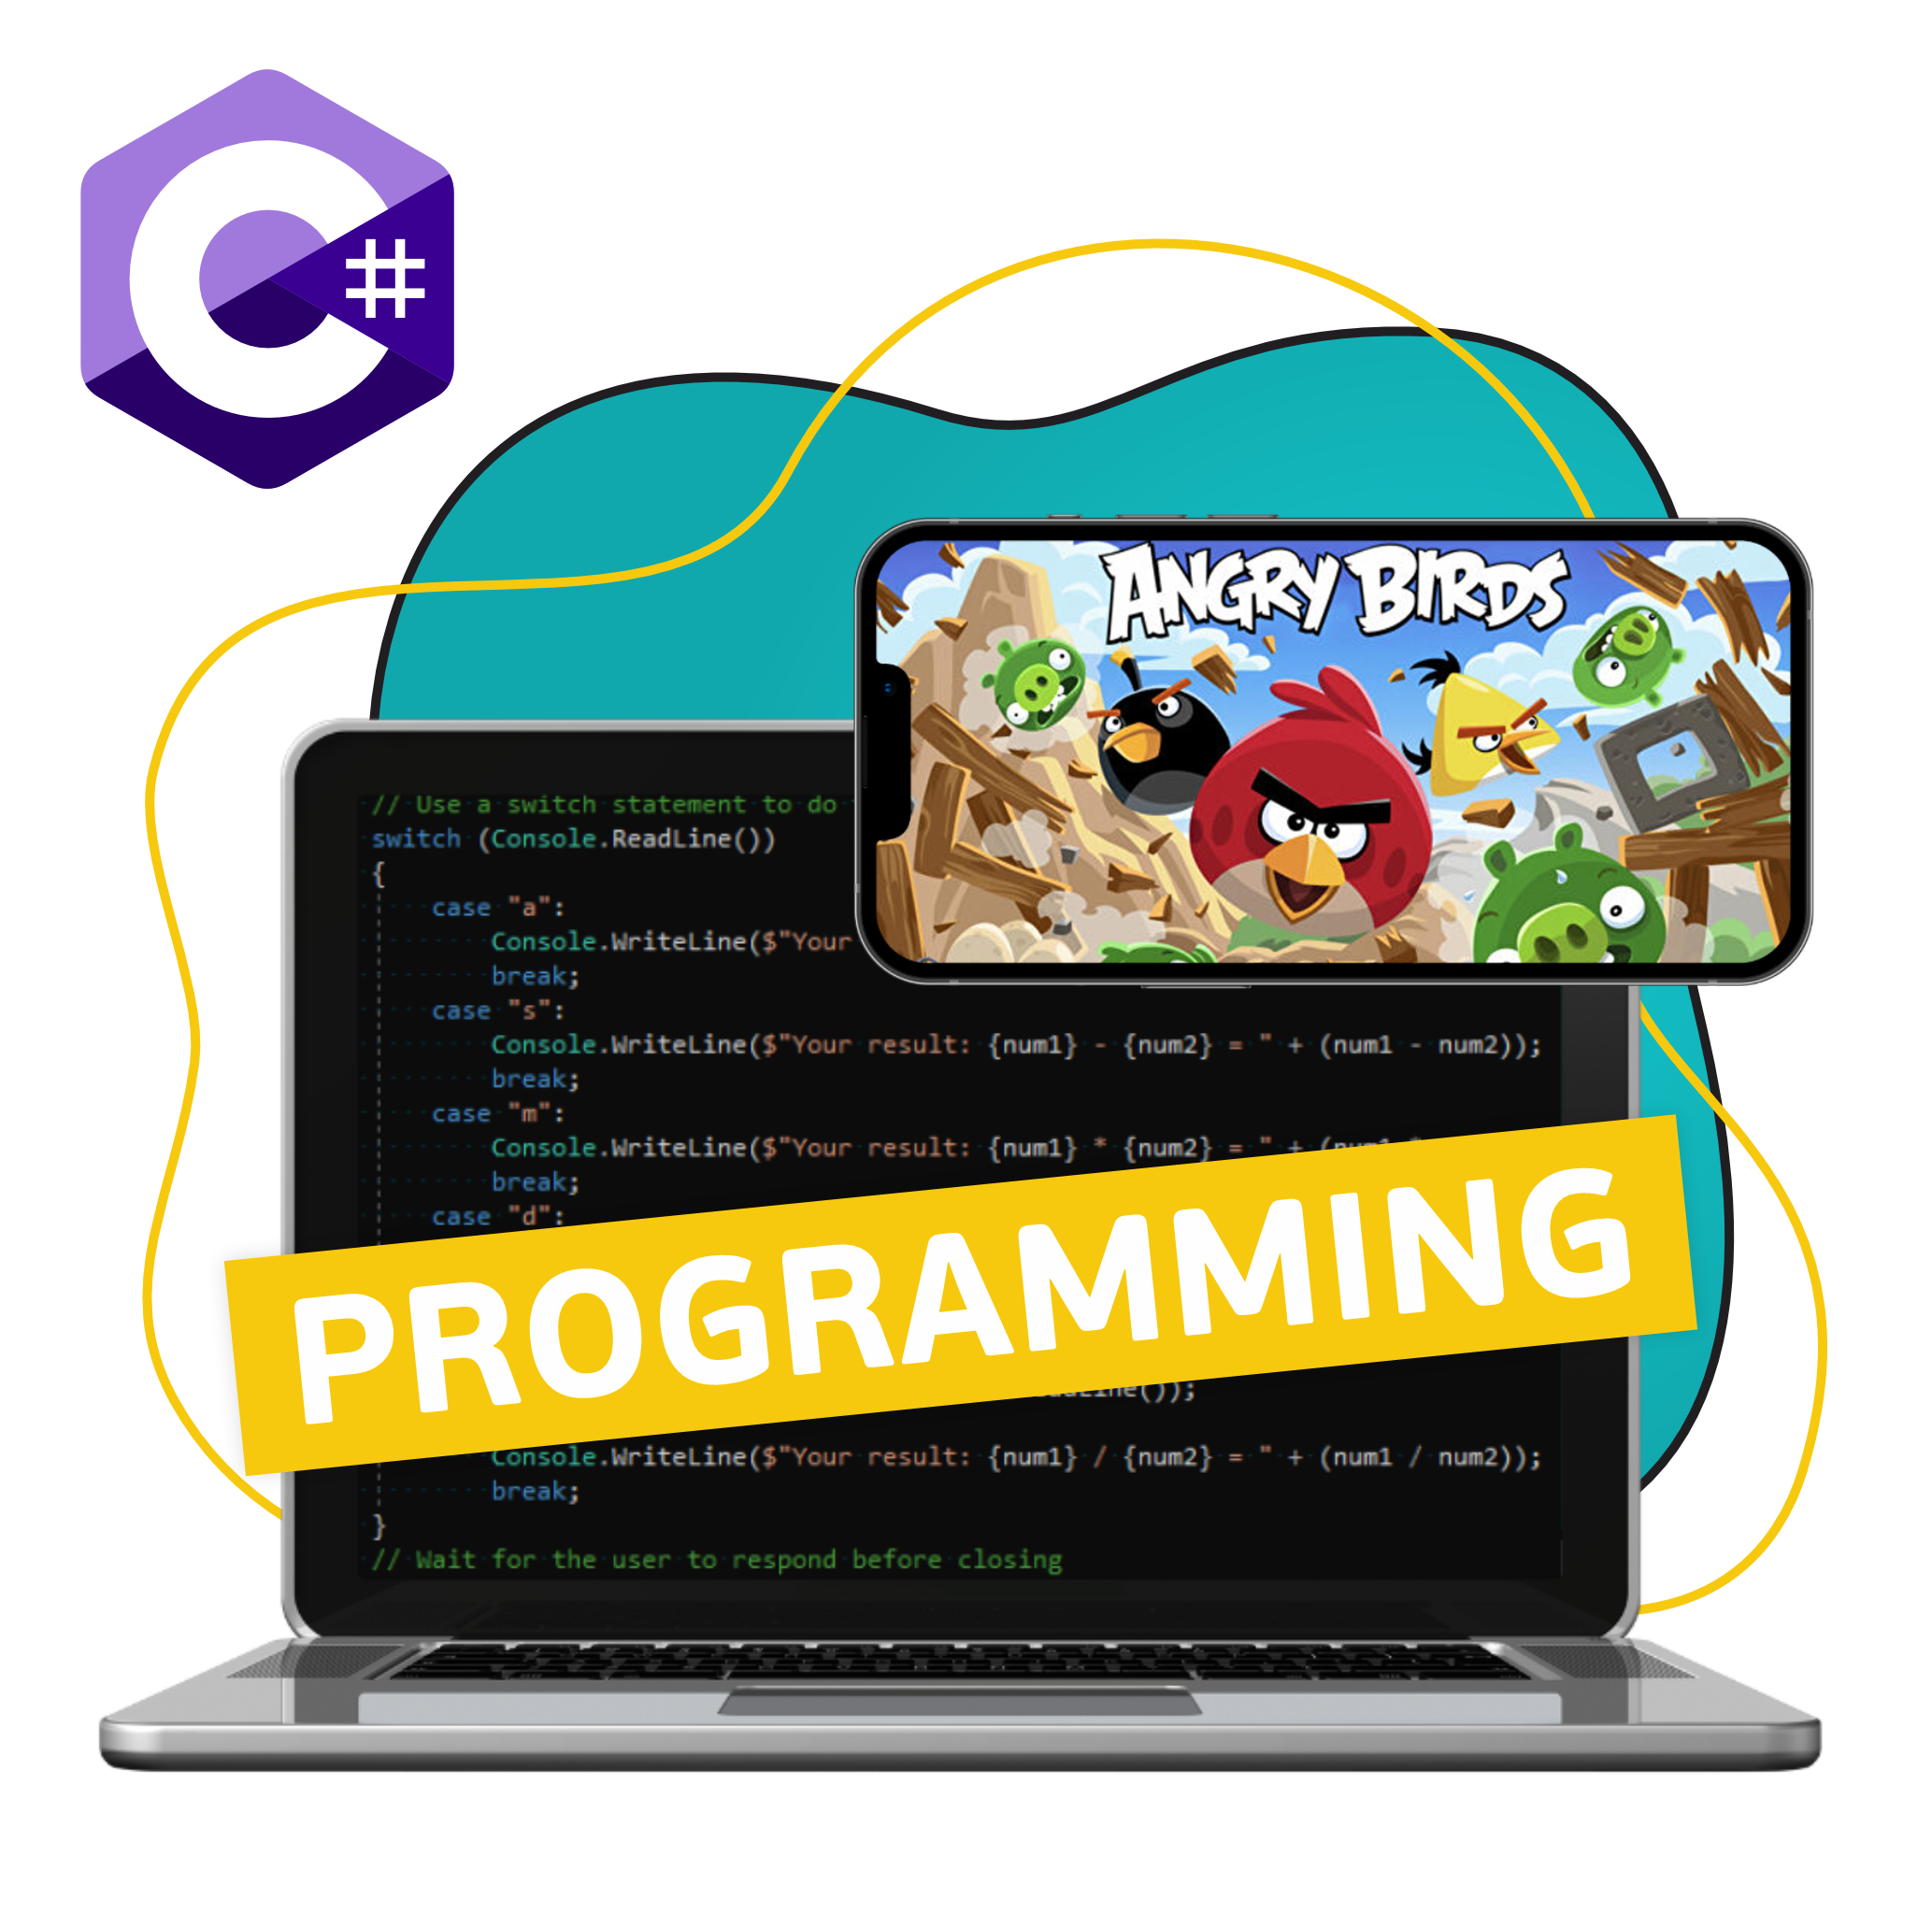 C#
ANGRY BIRDS
// Use a switch statement to do
switch (Console.ReadLine())
{
case "a":
Console.WriteLine($"Your
break;
case "s":
Console.WriteLine($"Your result: {num1} - {num2} = " + (num1 - num2));
break;
case "m":
Console.WriteLine($"Your result: {num1} * {num2} = " + (num1
break;
case "d":
PROGRAMMING
Line());
Console.WriteLine($"Your result: {num1} / {num2} = " + (num1 / num2));
break;
}
// Wait for the user to respond before closing